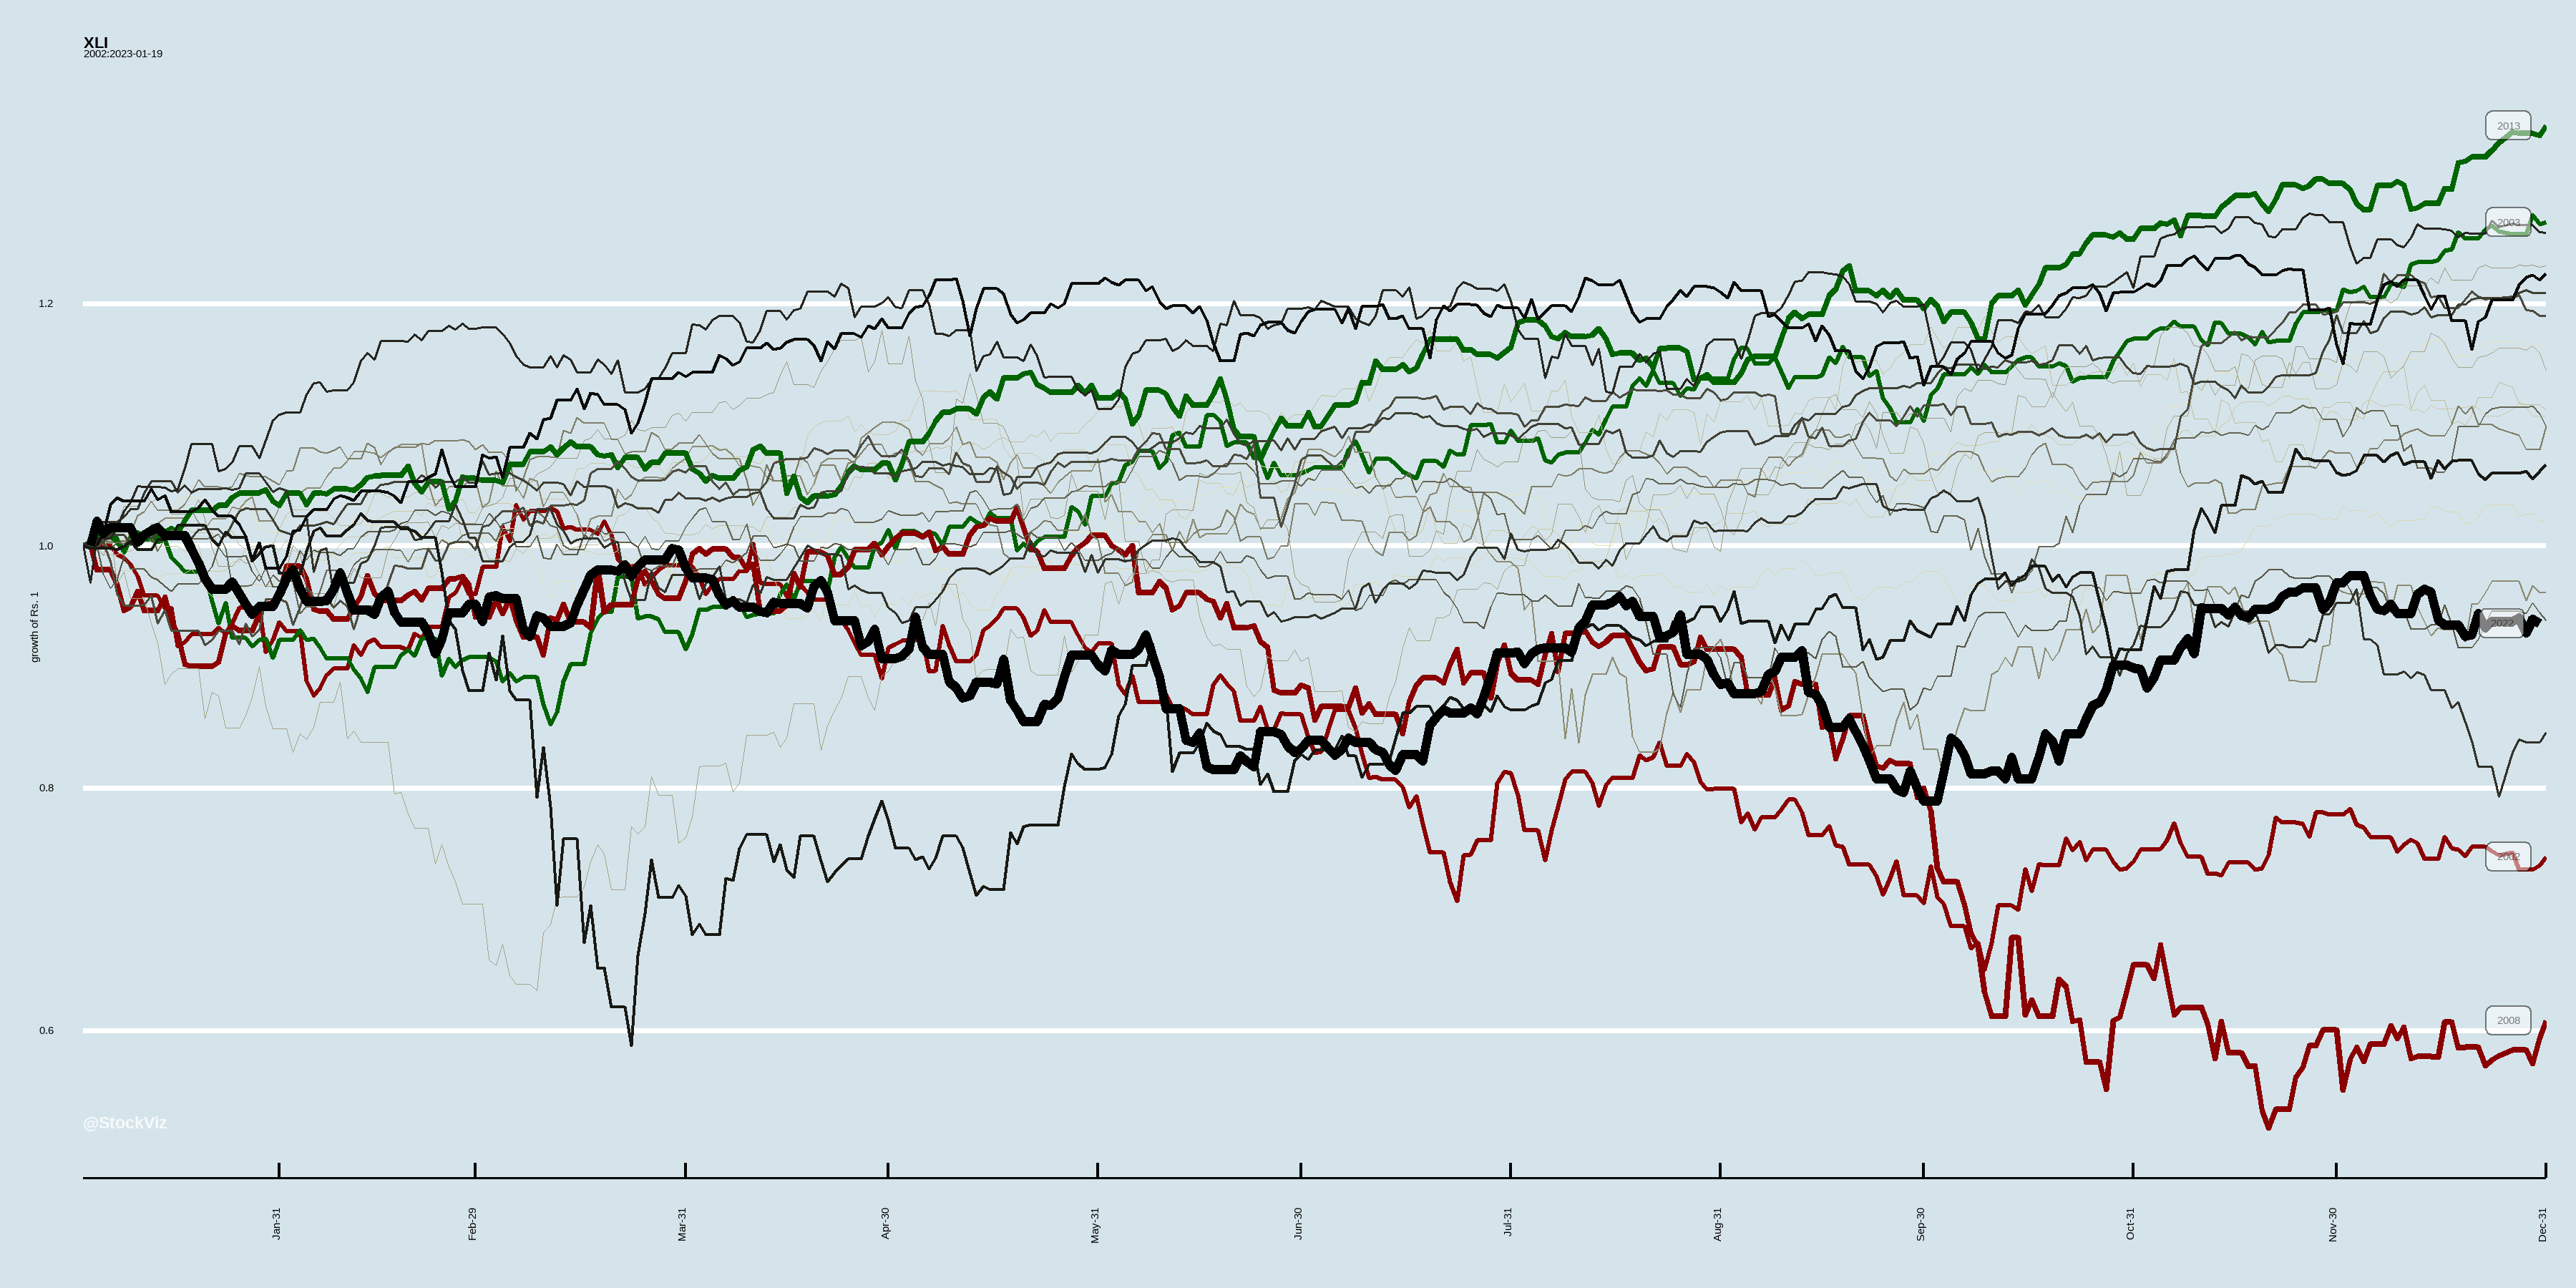 XLI
2002:2023-01-19
2013
2003
1.2
1.0
growth of Rs. 1
2022
0.8
2002
0.6
2008
@StockViz
Jan-31
Feb-29
Mar-31
Apr-30
May-31
Jun-30
Jul-31
Aug-31
Sep-30
Oct-31
Nov-30
Dec-31